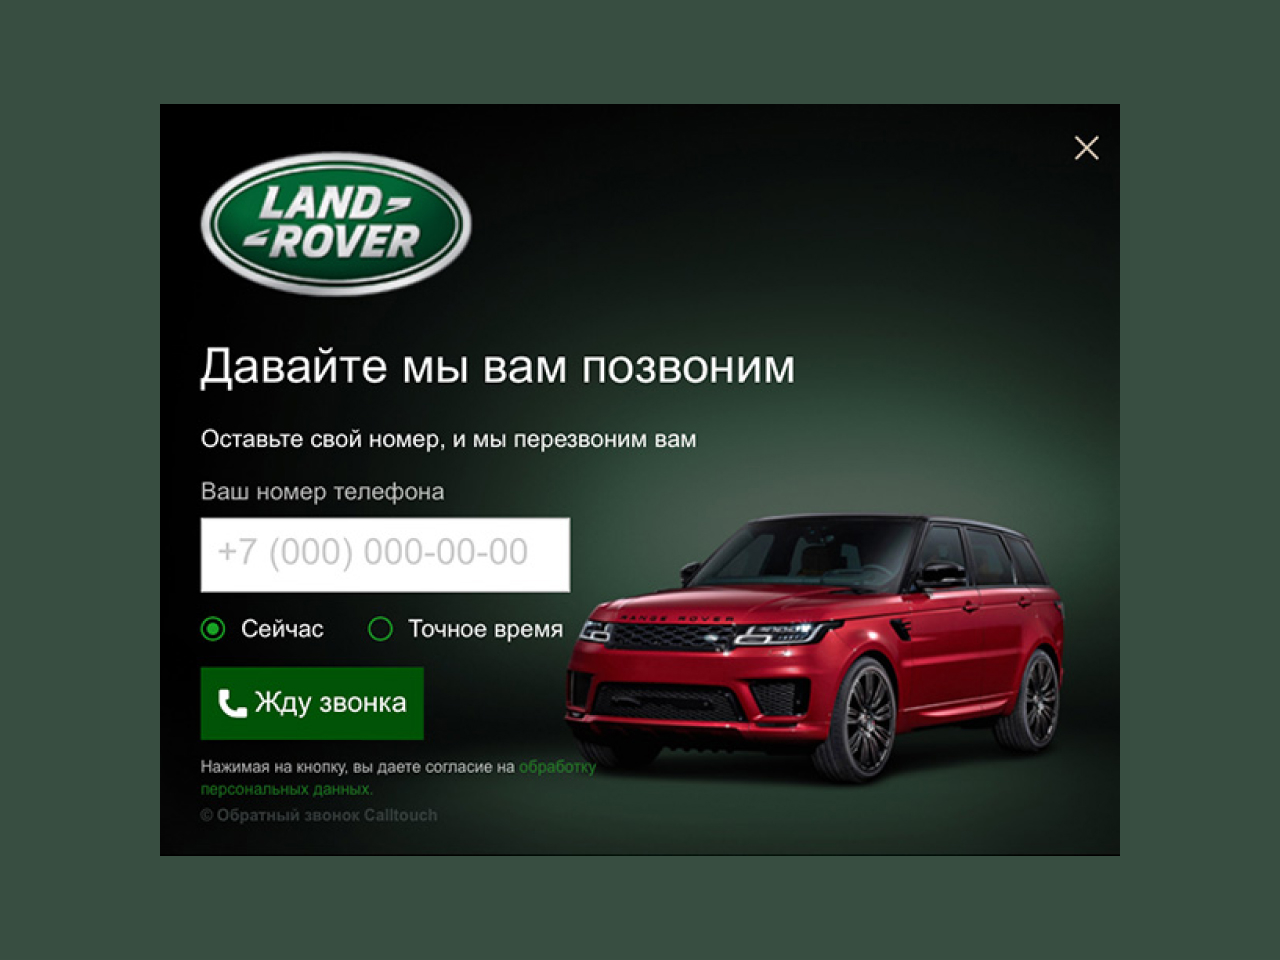 LAND
ROVER
Давайте мы вам позвоним
Оставьте свой номер, и мы перезвоним вам
Ваш номер телефона
+7 (000) 000-00-00
Сейчас Точное время
RANGE ROVER
Жду звонка
Нажимая на кнопку, вы даете согласие на обработку
персональных данных.
© Обратный звонок Calltouch